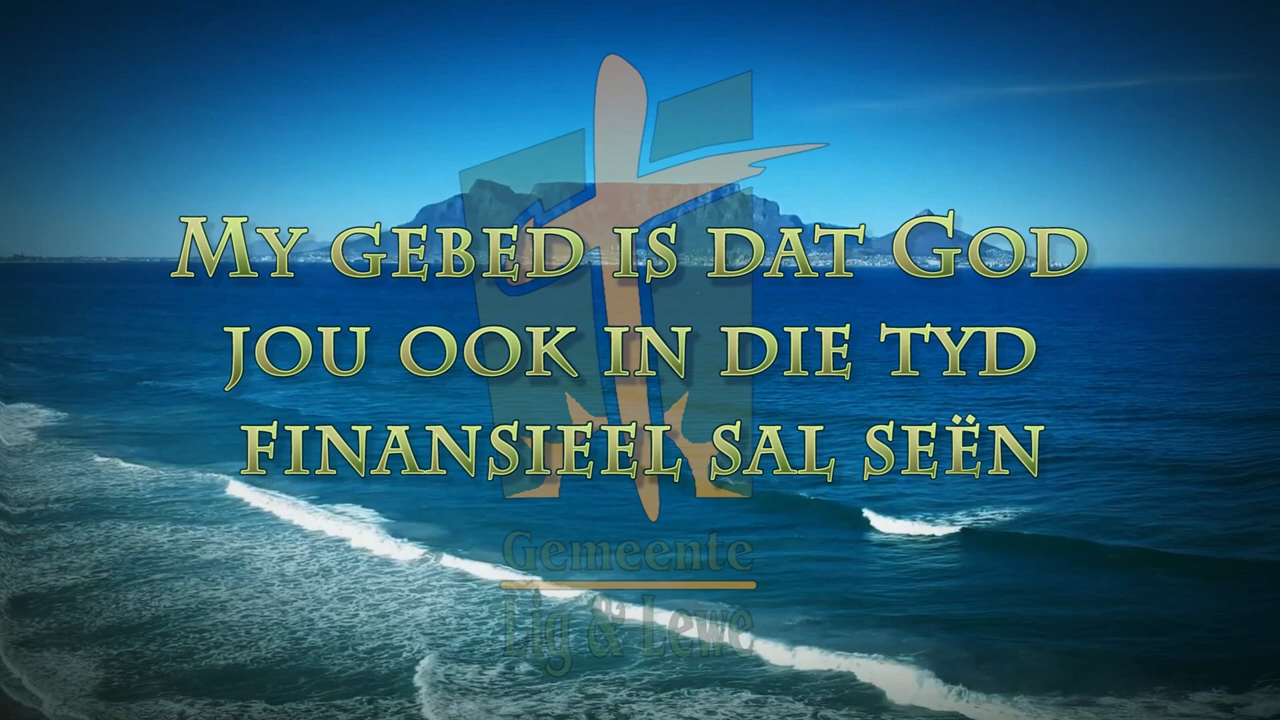 My gebed is dat God
jou ook in die tyd
finansieel sal seën
Gemeente
Lig & Lewe